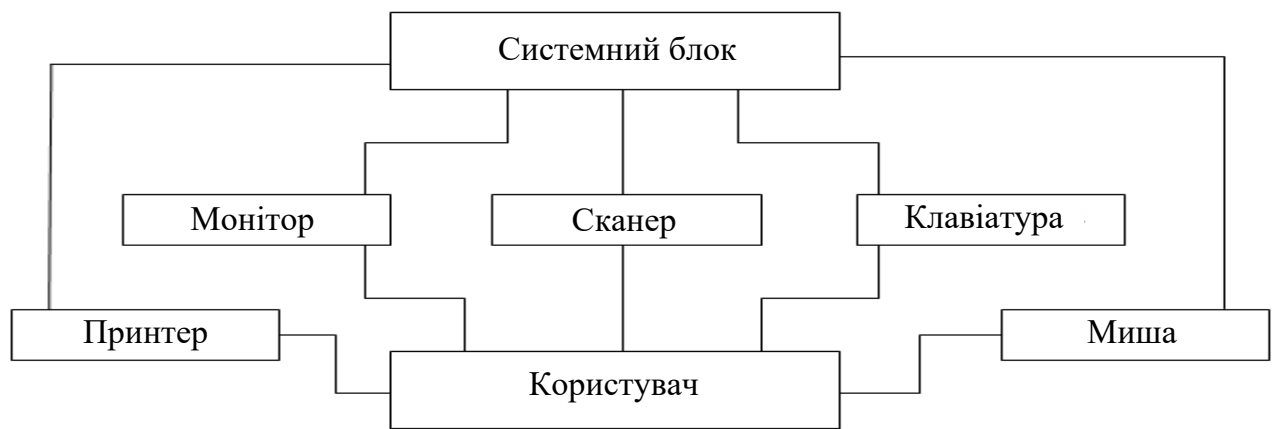 Системний блок
Монітор
Сканер
Клавіатура
Принтер
Миша
Користувач